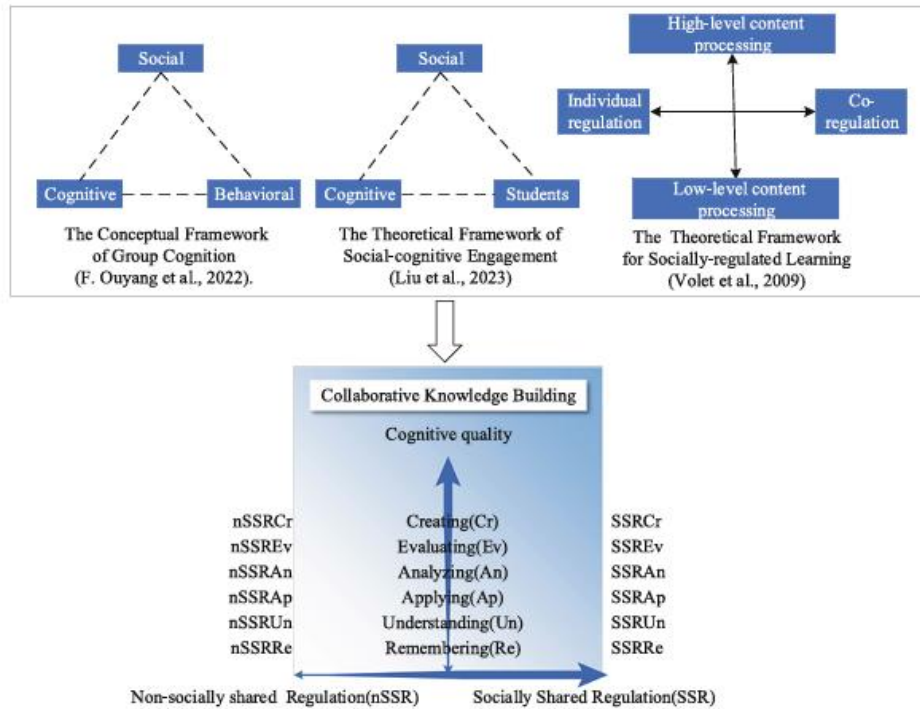 Social
Cognitive
Behavioral
The Conceptual Framework
of Group Cognition
(F. Ouyang et al., 2022).
Social
Cognitive
Students
The Theoretical Framework of
Social-cognitive Engagement
(Liu et al., 2023)
High-level content
processing
Individual
regulation
Co-
regulation
Low-level content
processing
The Theoretical Framework
for Socially-regulated Learning
(Volet et al., 2009)
Collaborative Knowledge Building
Cognitive quality
nSSRCr Creating(Cr) SSRCr
nSSREv Evaluating(Ev) SSREv
nSSRAn Analyzing(An) SSRAn
nSSRAp Applying(Ap) SSRAp
nSSRUn Understanding(Un) SSRUn
nSSRRe Remembering(Re) SSRRe
Non-socially shared Regulation(nSSR) Socially Shared Regulation(SSR)